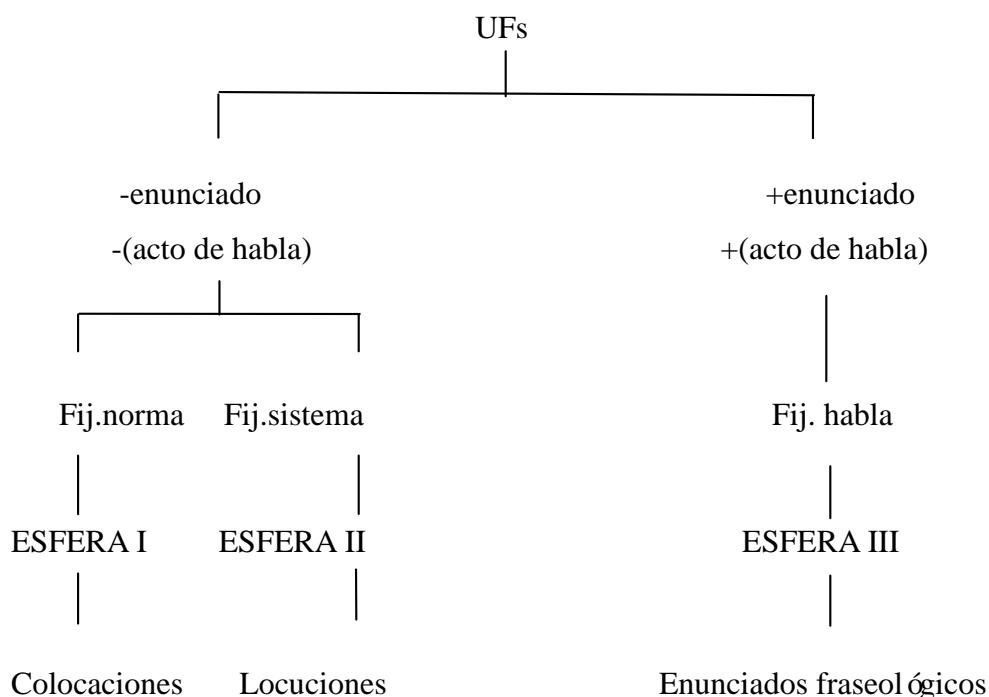 UFs
-enunciado +enunciado
-(acto de habla) +(acto de habla)
Fij.norma Fij.sistema Fij. habla
ESFERA I ESFERA II ESFERA III
Colocaciones Locuciones Enunciados fraseológicos